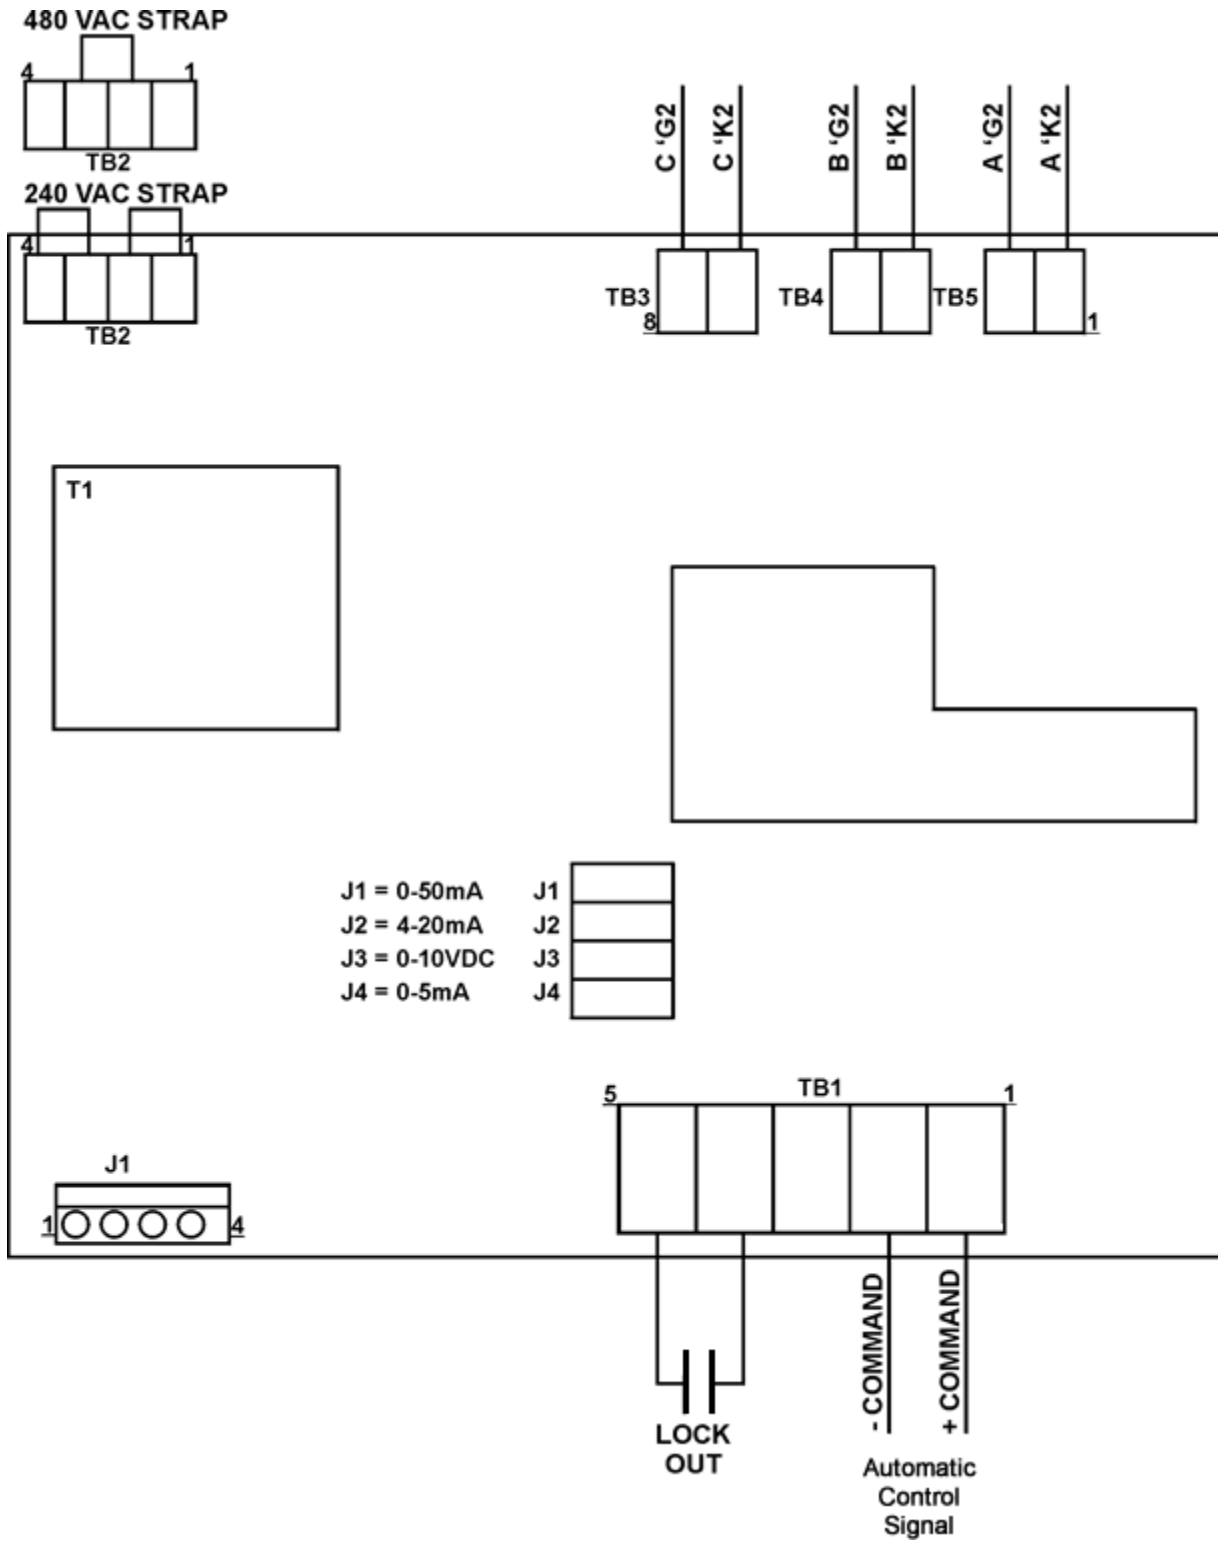 480 VAC STRAP
4 1
TB2
240 VAC STRAP
4 1
TB2
C ‘G2
C ‘K2
B ‘G2
B ‘K2
A ‘G2
A ‘K2
TB3
8
TB4
TB5
1
T1
J1 = 0-50mA J1
J2 = 4-20mA J2
J3 = 0-10VDC J3
J4 = 0-5mA J4
5 TB1 1
J1
1 4
- COMMAND
+ COMMAND
LOCK
OUT
Automatic
Control
Signal